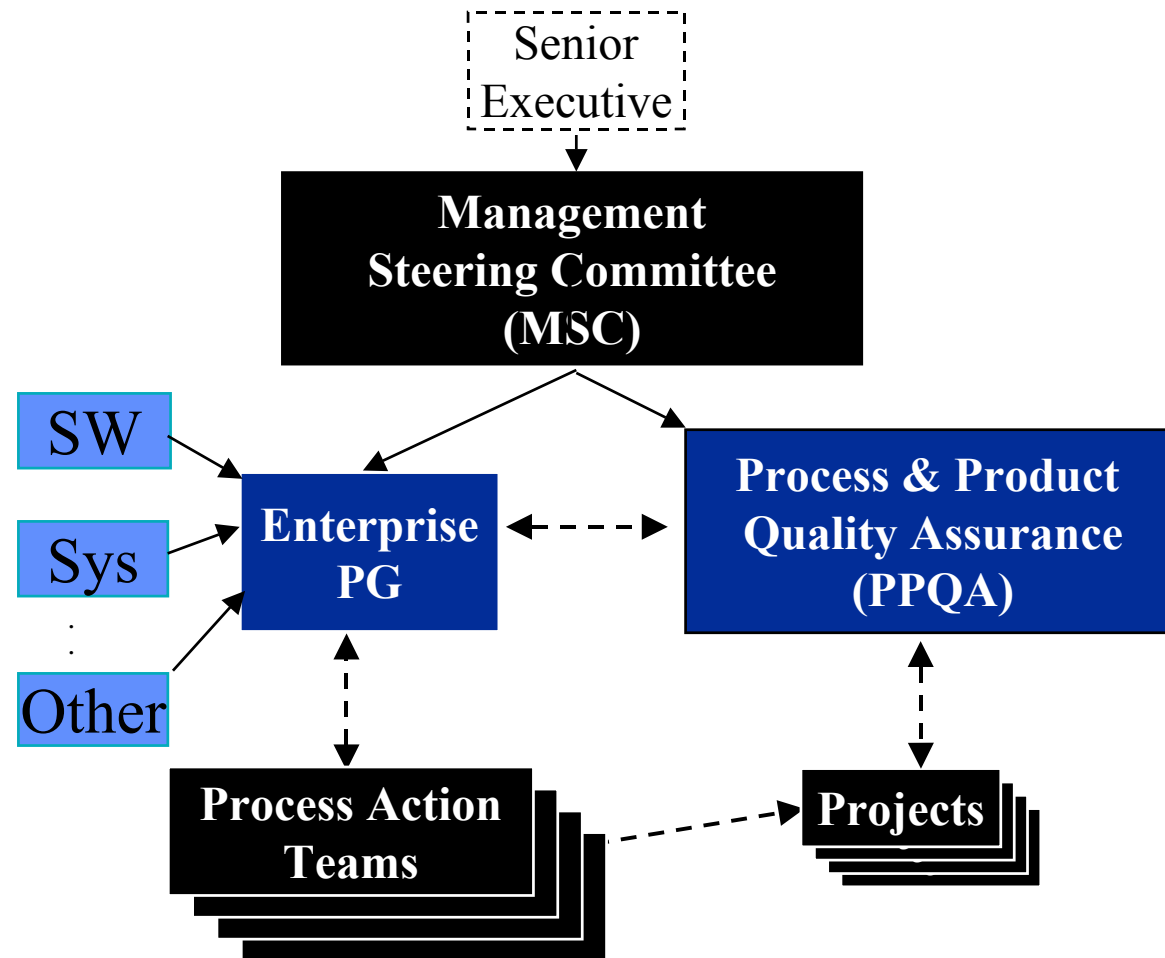 Senior
Executive
Management
Steering Committee
(MSC)
SW
Sys
.
.
Other
Enterprise
PG
Process & Product
Quality Assurance
(PPQA)
Process Action
Teams
Projects